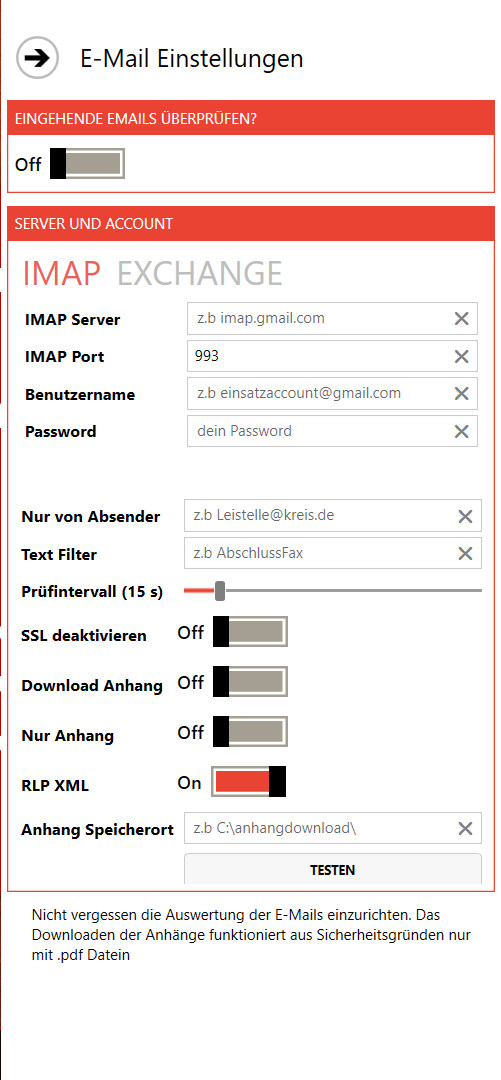 E-Mail Einstellungen
EINGEHENDE EMAILS ÜBERPRÜFEN?
Off
SERVER UND ACCOUNT
IMAP EXCHANGE
IMAP Server z.b imap.gmail.com
IMAP Port 993
Benutzername z.b einsatzaccount@gmail.com
Password dein Password
Nur von Absender z.b Leistelle@kreis.de
Text Filter z.b AbschlussFax
Prüfintervall (15 s)
SSL deaktivieren Off
Download Anhang Off
Nur Anhang Off
RLP XML On
Anhang Speicherort z.b C:\anhangdownload\
TESTEN
Nicht vergessen die Auswertung der E-Mails einzurichten. Das
Downloaden der Anhänge funktioniert aus Sicherheitsgründen nur
mit .pdf Datein